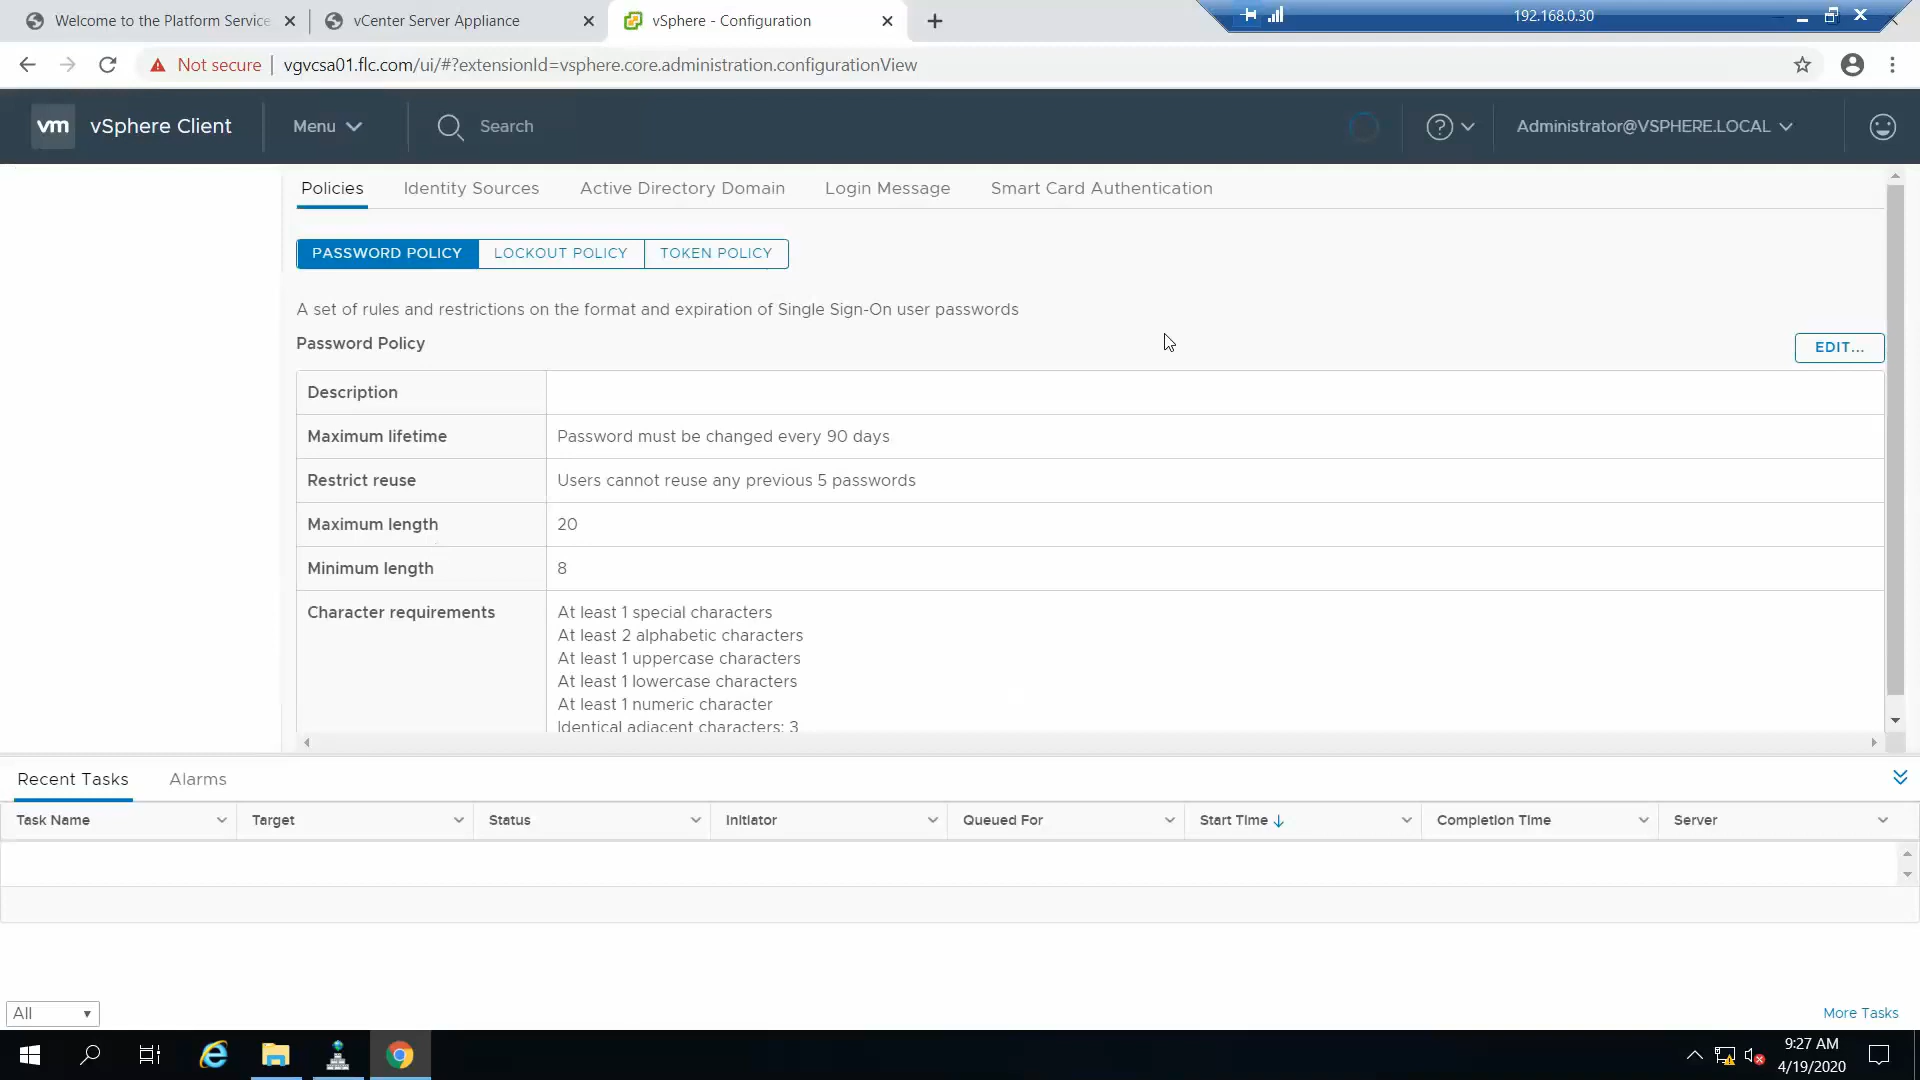 Welcome to the Platform Service
vCenter Server Appliance
vSphere - Configuration
192.168.0.30
Not secure
vgvcsa01.flc.com/ui/#?extensionId=vsphere.core.administration.configurationView
vm vSphere Client
Menu
Search
Administrator@VSPHERE.LOCAL
Policies
Identity Sources
Active Directory Domain
Login Message
Smart Card Authentication
PASSWORD POLICY
LOCKOUT POLICY
TOKEN POLICY
A set of rules and restrictions on the format and expiration of Single Sign-On user passwords
Password Policy
EDIT...
Description
Maximum lifetime
Password must be changed every 90 days
Restrict reuse
Users cannot reuse any previous 5 passwords
Maximum length
20
Minimum length
8
Character requirements
At least 1 special characters
At least 2 alphabetic characters
At least 1 uppercase characters
At least 1 lowercase characters
At least 1 numeric character
Identical adjacent characters: 3
Recent Tasks
Alarms
Task Name
Target
Status
Initiator
Queued For
Start Time
Completion Time
Server
All
More Tasks
9:27 AM
4/19/2020